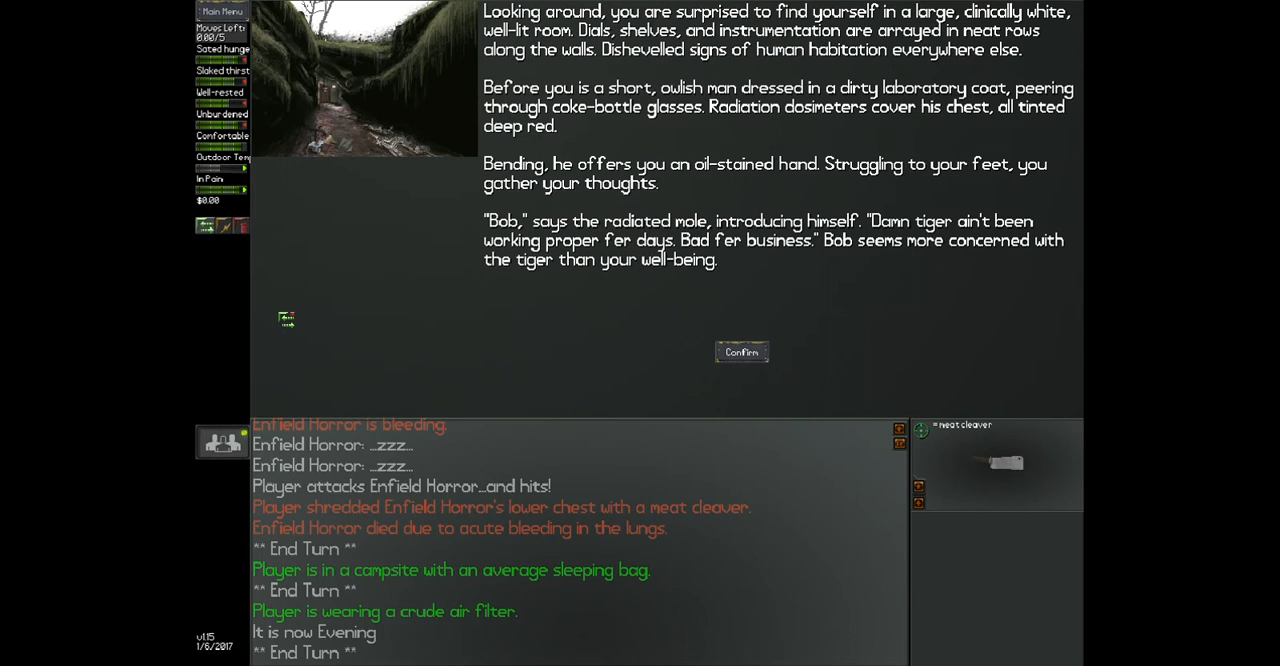 Main Menu
Moves Left:
0.00/5
Sated hunge
Slaked thirst
Well-rested
Unburdened
Comfortable
Outdoor Temp
In Pain
$0.00
Looking around, you are surprised to find yourself in a large, clinically white,
well-lit room. Dials, shelves, and instrumentation are arrayed in neat rows
along the walls. Dishevelled signs of human habitation everywhere else.
Before you is a short, owlish man dressed in a dirty laboratory coat, peering
through coke-bottle glasses. Radiation dosimeters cover his chest, all tinted
deep red.
Bending, he offers you an oil-stained hand. Struggling to your feet, you
gather your thoughts.
"Bob," says the radiated mole, introducing himself. "Damn tiger ain't been
working proper fer days. Bad fer business." Bob seems more concerned with
the tiger than your well-being.
Confirm
Enfield Horror is bleeding.
Enfield Horror: ...zzz...
Enfield Horror: ...zzz...
Player attacks Enfield Horror...and hits!
Player shredded Enfield Horror's lower chest with a meat cleaver.
Enfield Horror died due to acute bleeding in the lungs.
** End Turn **
Player is in a campsite with an average sleeping bag.
** End Turn **
Player is wearing a crude air filter.
It is now Evening
** End Turn **
= meat cleaver
v1.15
1/6/2017